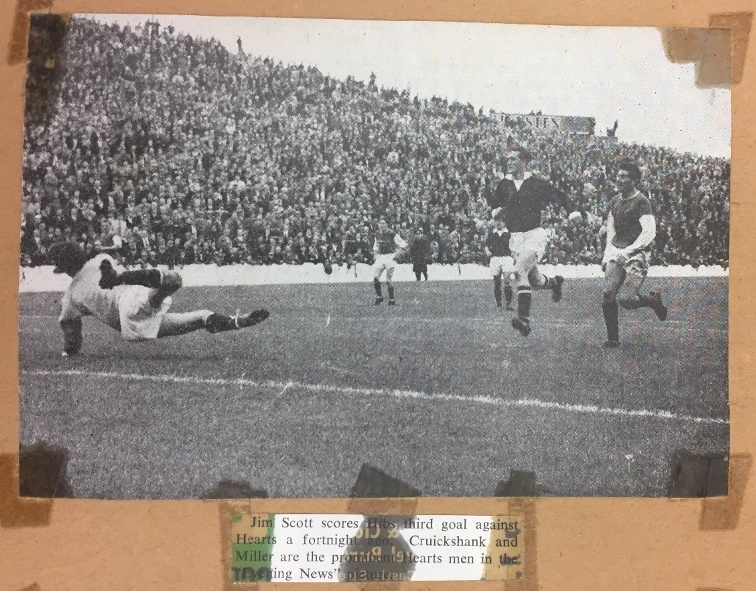 Jim Scott scores Hibs third goal against
Hearts a fortnight ago. Cruickshank and
Miller are the prominent Hearts men in the
"Evening News" picture.